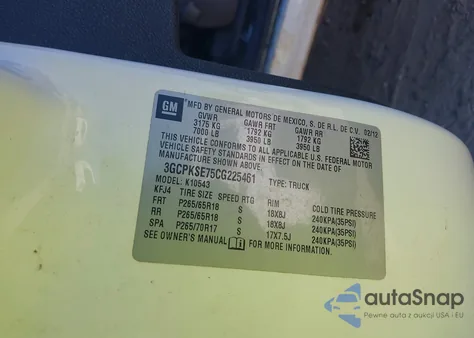 GM
MFD BY GENERAL MOTORS DE MEXICO, S. DE R.L. DE C.V. 02/12
GVWR GAWR FRT GAWR RR
3175 KG 1792 KG 1792 KG
7000 LB 3950 LB 3950 LB
THIS VEHICLE CONFORMS TO ALL APPLICABLE U.S. FEDERAL MOTOR
VEHICLE SAFETY STANDARDS IN EFFECT ON THE DATE OF
MANUFACTURE SHOWN ABOVE.
3GCPKSE75CG225461 TYPE: TRUCK
MODEL: K10543
KFJ4 TIRE SIZE SPEED RTG RIM COLD TIRE PRESSURE
FRT P265/65R18 S 18X8J 240KPA(35PSI)
RR P265/65R18 S 18X8J 240KPA(35PSI)
SPA P265/70R17 S 17X7.5J 240KPA(35PSI)
SEE OWNER'S MANUAL FOR MORE INFORMATION.
autoSnap
Pewne auta z aukcji USA i EU